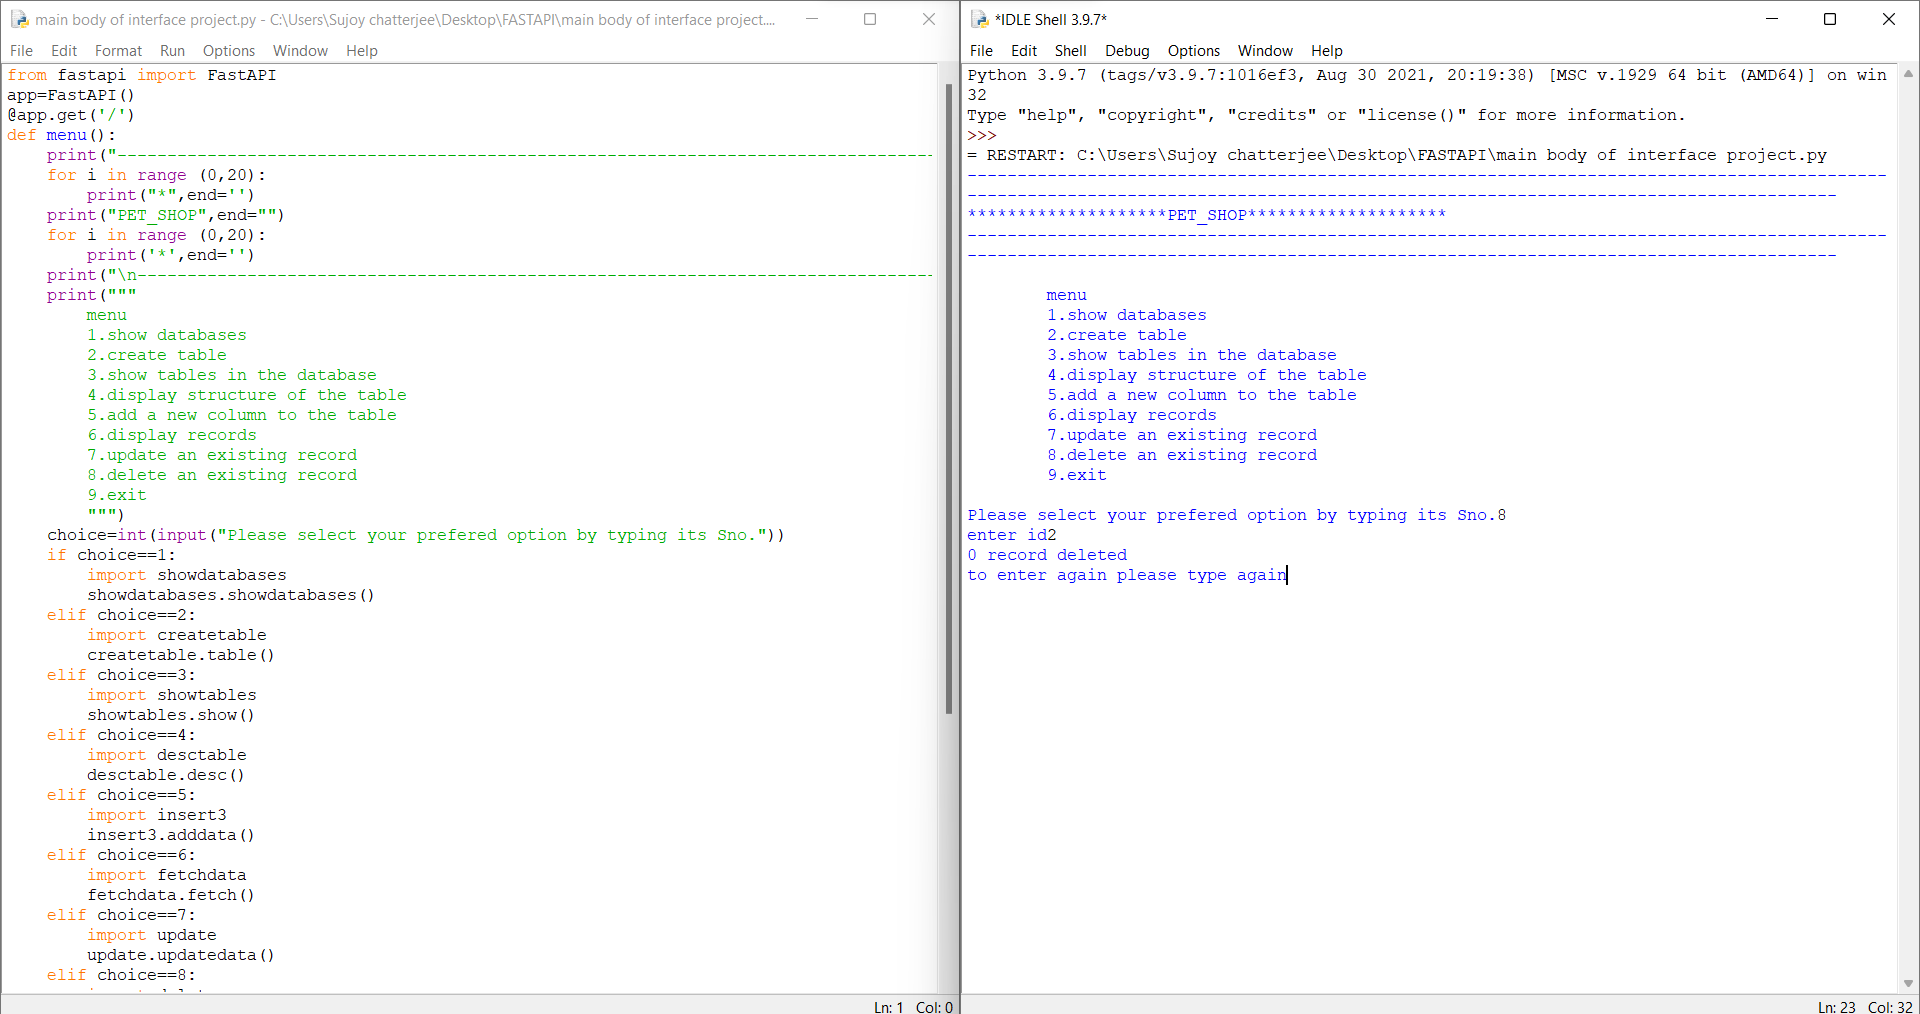 main body of interface project.py - C:\Users\Sujoy chatterjee\Desktop\FASTAPI\main body of interface project....
File Edit Format Run Options Window Help
from fastapi import FastAPI
app=FastAPI()
@app.get('/')
def menu():
    print("---------------------------------------------------------------------------------
    for i in range (0,20):
        print("*",end='')
    print("PET_SHOP",end="")
    for i in range (0,20):
        print('*',end='')
    print("\n--------------------------------------------------------------------------------
    print("""
        menu
        1.show databases
        2.create table
        3.show tables in the database
        4.display structure of the table
        5.add a new column to the table
        6.display records
        7.update an existing record
        8.delete an existing record
        9.exit
        """)
    choice=int(input("Please select your prefered option by typing its Sno."))
    if choice==1:
        import showdatabases
        showdatabases.showdatabases()
    elif choice==2:
        import createtable
        createtable.table()
    elif choice==3:
        import showtables
        showtables.show()
    elif choice==4:
        import desctable
        desctable.desc()
    elif choice==5:
        import insert3
        insert3.adddata()
    elif choice==6:
        import fetchdata
        fetchdata.fetch()
    elif choice==7:
        import update
        update.updatedata()
    elif choice==8:
Ln: 1 Col: 0
*IDLE Shell 3.9.7*
File Edit Shell Debug Options Window Help
Python 3.9.7 (tags/v3.9.7:1016ef3, Aug 30 2021, 20:19:38) [MSC v.1929 64 bit (AMD64)] on win
32
Type "help", "copyright", "credits" or "license()" for more information.
>>>
= RESTART: C:\Users\Sujoy chatterjee\Desktop\FASTAPI\main body of interface project.py
--------------------------------------------------------------------------------------------
---------------------------------------------------------------------------------------
********************PET_SHOP********************
--------------------------------------------------------------------------------------------
---------------------------------------------------------------------------------------
        menu
        1.show databases
        2.create table
        3.show tables in the database
        4.display structure of the table
        5.add a new column to the table
        6.display records
        7.update an existing record
        8.delete an existing record
        9.exit
Please select your prefered option by typing its Sno.8
enter id2
0 record deleted
to enter again please type again
Ln: 23 Col: 32